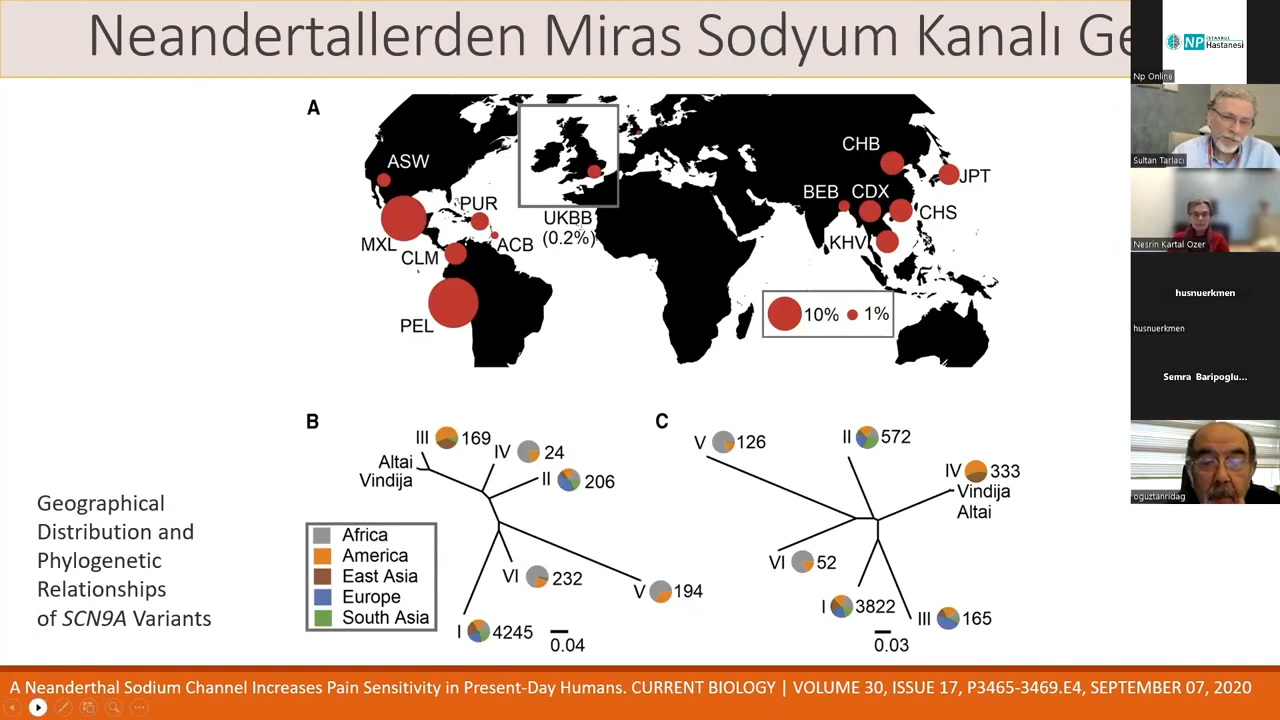 Neandertallerden Miras Sodyum Kanalı Ge
A
ASW
MXL
PUR
ACB
CLM
PEL
UKBB
(0.2%)
CHB
JPT
BEB
CDX
CHS
KHV
10%
1%
B
III
169
IV
24
Altai
Vindija
II
206
VI
232
V
194
I
4245
0.04
Africa
America
East Asia
Europe
South Asia
C
V
126
II
572
IV
333
Vindija
Altai
VI
52
I
3822
III
165
0.03
Geographical
Distribution and
Phylogenetic
Relationships
of SCN9A Variants
A Neanderthal Sodium Channel Increases Pain Sensitivity in Present-Day Humans. CURRENT BIOLOGY | VOLUME 30, ISSUE 17, P3465-3469.E4, SEPTEMBER 07, 2020
NP
İSTANBUL
Hastanesi
Np Online
Sultan Tarlacı
Nesrin Kartal Ozer
husnuerkmen
husnuerkmen
Semra Baripoglu...
oguztanridag